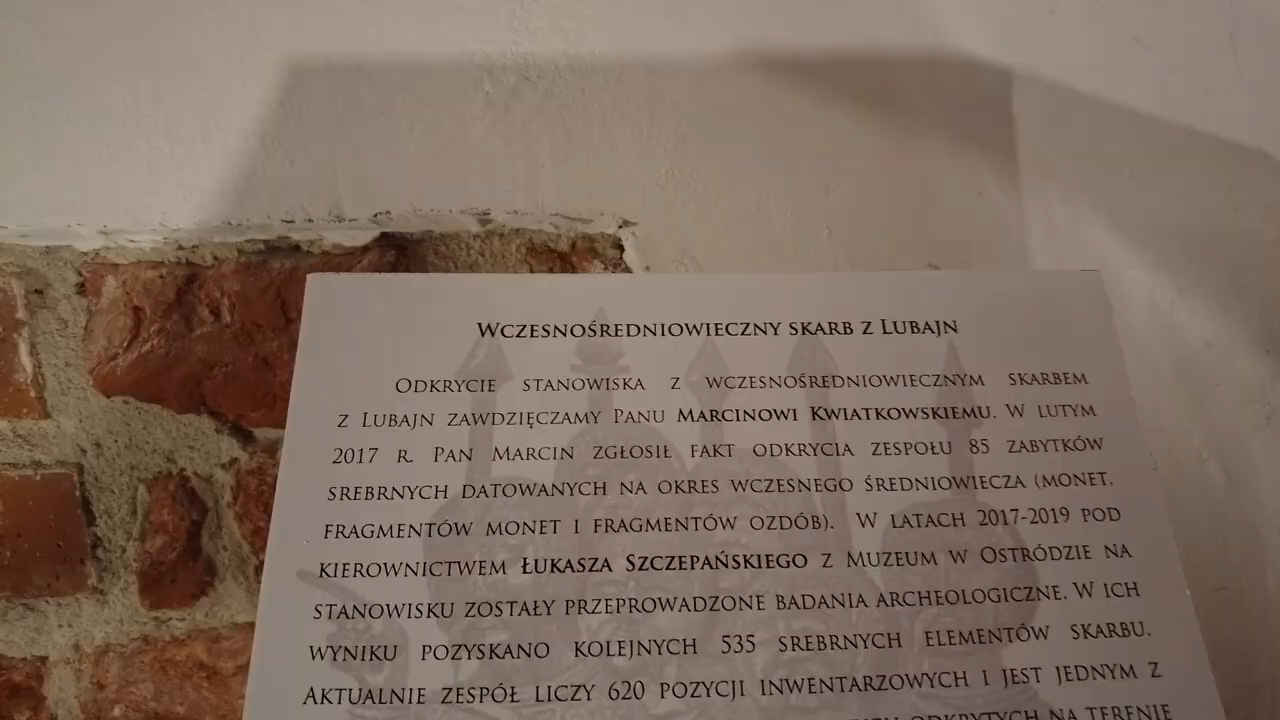 Wczesnośredniowieczny skarb z Lubajn
Odkrycie stanowiska z wczesnośredniowiecznym skarbem
z Lubajn zawdzięczamy Panu Marcinowi Kwiatkowskiemu. W lutym
2017 r. Pan Marcin zgłosił fakt odkrycia zespołu 85 zabytków
srebrnych datowanych na okres wczesnego średniowiecza (monet,
fragmentów monet i fragmentów ozdób). W latach 2017-2019 pod
kierownictwem Łukasza Szczepańskiego z Muzeum w Ostródzie na
stanowisku zostały przeprowadzone badania archeologiczne. W ich
wyniku pozyskano kolejnych 535 srebrnych elementów skarbu.
Aktualnie zespół liczy 620 pozycji inwentarzowych i jest jednym z
odkrytych na terenie